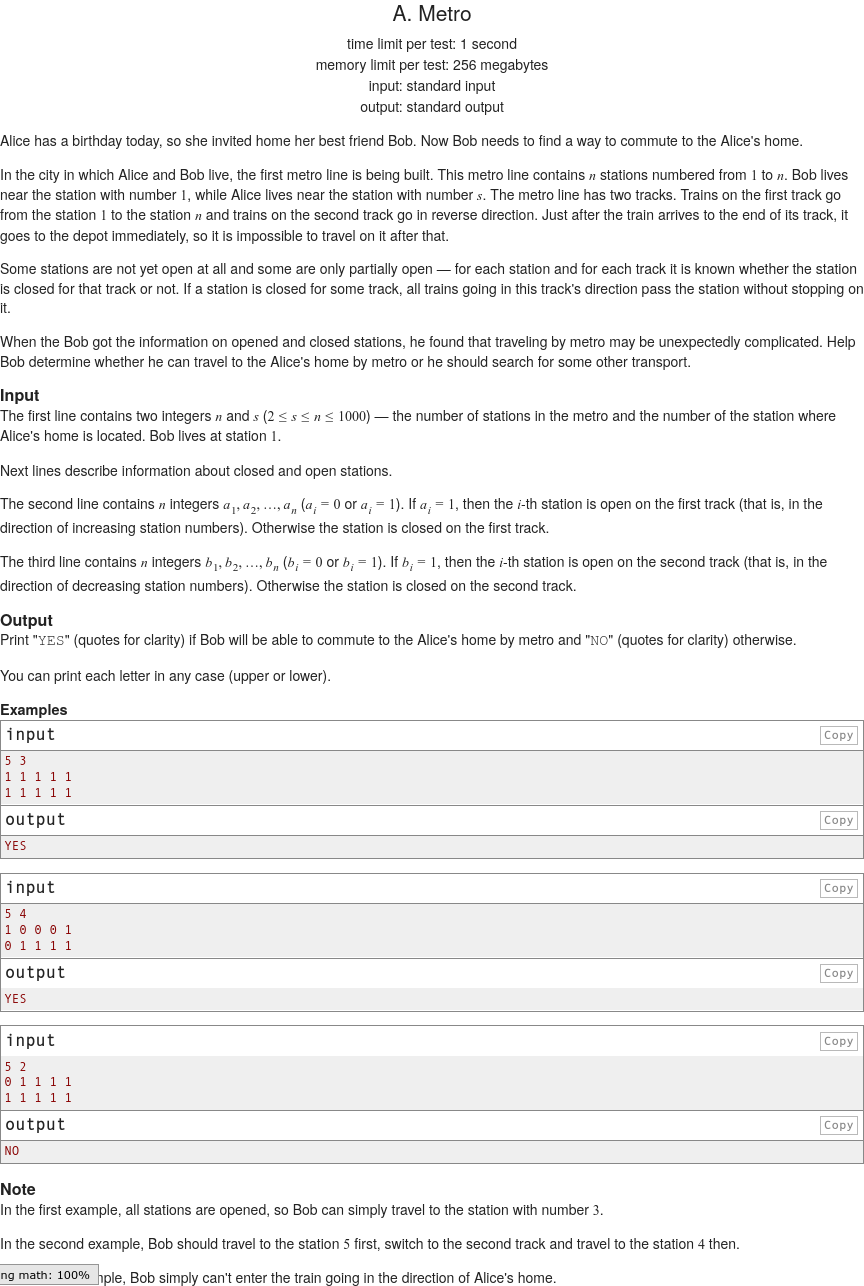 A. Metro
time limit per test: 1 second
memory limit per test: 256 megabytes
input: standard input
output: standard output
Alice has a birthday today, so she invited home her best friend Bob. Now Bob needs to find a way to commute to the Alice's home.
In the city in which Alice and Bob live, the first metro line is being built. This metro line contains n stations numbered from 1 to n. Bob lives
near the station with number 1, while Alice lives near the station with number s. The metro line has two tracks. Trains on the first track go
from the station 1 to the station n and trains on the second track go in reverse direction. Just after the train arrives to the end of its track, it
goes to the depot immediately, so it is impossible to travel on it after that.
Some stations are not yet open at all and some are only partially open — for each station and for each track it is known whether the station
is closed for that track or not. If a station is closed for some track, all trains going in this track's direction pass the station without stopping on
it.
When the Bob got the information on opened and closed stations, he found that traveling by metro may be unexpectedly complicated. Help
Bob determine whether he can travel to the Alice's home by metro or he should search for some other transport.
Input
The first line contains two integers n and s (2 ≤ s ≤ n ≤ 1000) — the number of stations in the metro and the number of the station where
Alice's home is located. Bob lives at station 1.
Next lines describe information about closed and open stations.
The second line contains n integers a1, a2, ..., an (ai = 0 or ai = 1). If ai = 1, then the i-th station is open on the first track (that is, in the
direction of increasing station numbers). Otherwise the station is closed on the first track.
The third line contains n integers b1, b2, ..., bn (bi = 0 or bi = 1). If bi = 1, then the i-th station is open on the second track (that is, in the
direction of decreasing station numbers). Otherwise the station is closed on the second track.
Output
Print "YES" (quotes for clarity) if Bob will be able to commute to the Alice's home by metro and "NO" (quotes for clarity) otherwise.
You can print each letter in any case (upper or lower).
Examples
input Copy
5 3
1 1 1 1 1
1 1 1 1 1
output Copy
YES
input Copy
5 4
1 0 0 0 1
0 1 1 1 1
output Copy
YES
input Copy
5 2
0 1 1 1 1
1 1 1 1 1
output Copy
NO
Note
In the first example, all stations are opened, so Bob can simply travel to the station with number 3.
In the second example, Bob should travel to the station 5 first, switch to the second track and travel to the station 4 then.
ng math: 100% mple, Bob simply can't enter the train going in the direction of Alice's home.